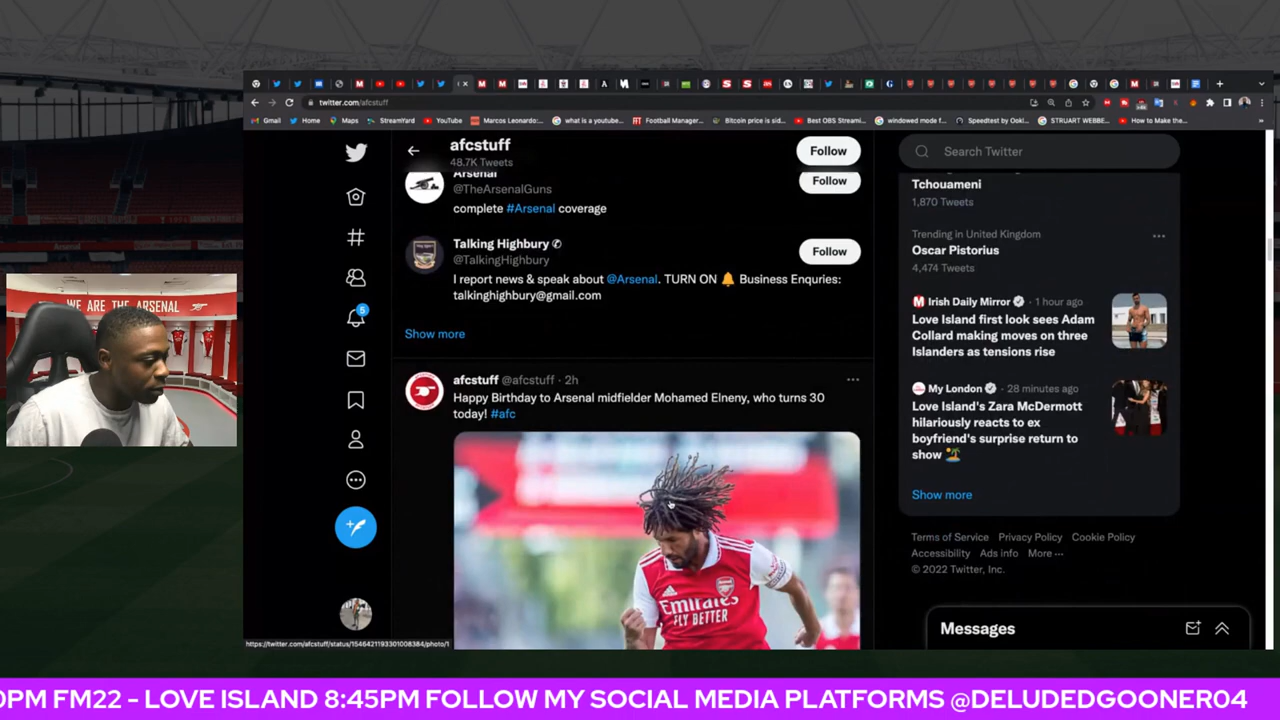 twitter.com/afcstuff
Gmail
Home
Maps
StreamYard
YouTube
Marcos Leonardo:...
what is a youtube...
Football Manager...
Bitcoin price is sid...
Best OBS Streami...
windowed mode f...
Speedtest by Ookl...
STRUART WEBBE...
How to Make the...
afcstuff
48.7K Tweets
Follow
Search Twitter
Arsenal
@TheArsenalGuns
Follow
complete #Arsenal coverage
Talking Highbury
@TalkingHighbury
Follow
I report news & speak about @Arsenal. TURN ON 🔔 Business Enquries:
talkinghighbury@gmail.com
Show more
afcstuff @afcstuff · 2h
Happy Birthday to Arsenal midfielder Mohamed Elneny, who turns 30
today! #afc
Emirates
FLY BETTER
Tchouameni
1,870 Tweets
Trending in United Kingdom
Oscar Pistorius
4,474 Tweets
Irish Daily Mirror · 1 hour ago
Love Island first look sees Adam
Collard making moves on three
Islanders as tensions rise
My London · 28 minutes ago
Love Island's Zara McDermott
hilariously reacts to ex
boyfriend's surprise return to
show 🏝️
Show more
Terms of Service Privacy Policy Cookie Policy
Accessibility Ads info More ···
© 2022 Twitter, Inc.
Messages
5
WE ARE THE ARSENAL
0PM FM22 - LOVE ISLAND 8:45PM FOLLOW MY SOCIAL MEDIA PLATFORMS @DELUDEDGOONER04